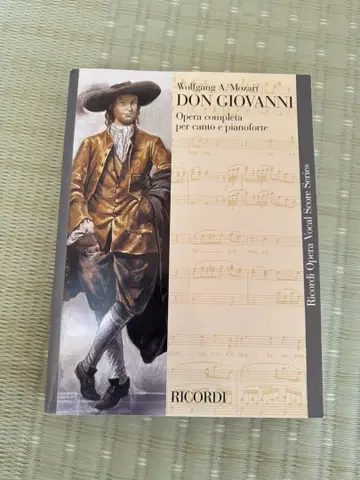 Wolfgang A. Mozart
DON GIOVANNI
Opera completa
per canto e pianoforte
Ricordi Opera Vocal Score Series
RICORDI